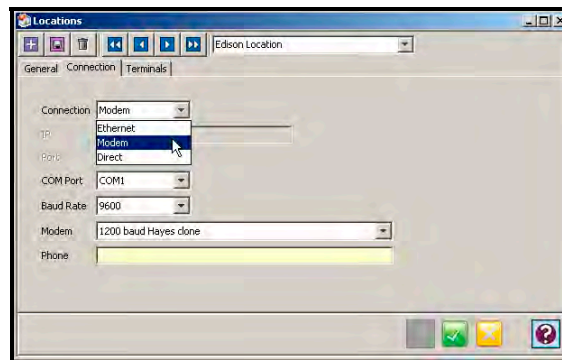 Locations
Edison Location
General Connection Terminals
Connection Modem
Ethernet
IP
Modem
Port
Direct
COM Port COM1
Baud Rate 9600
Modem 1200 baud Hayes clone
Phone